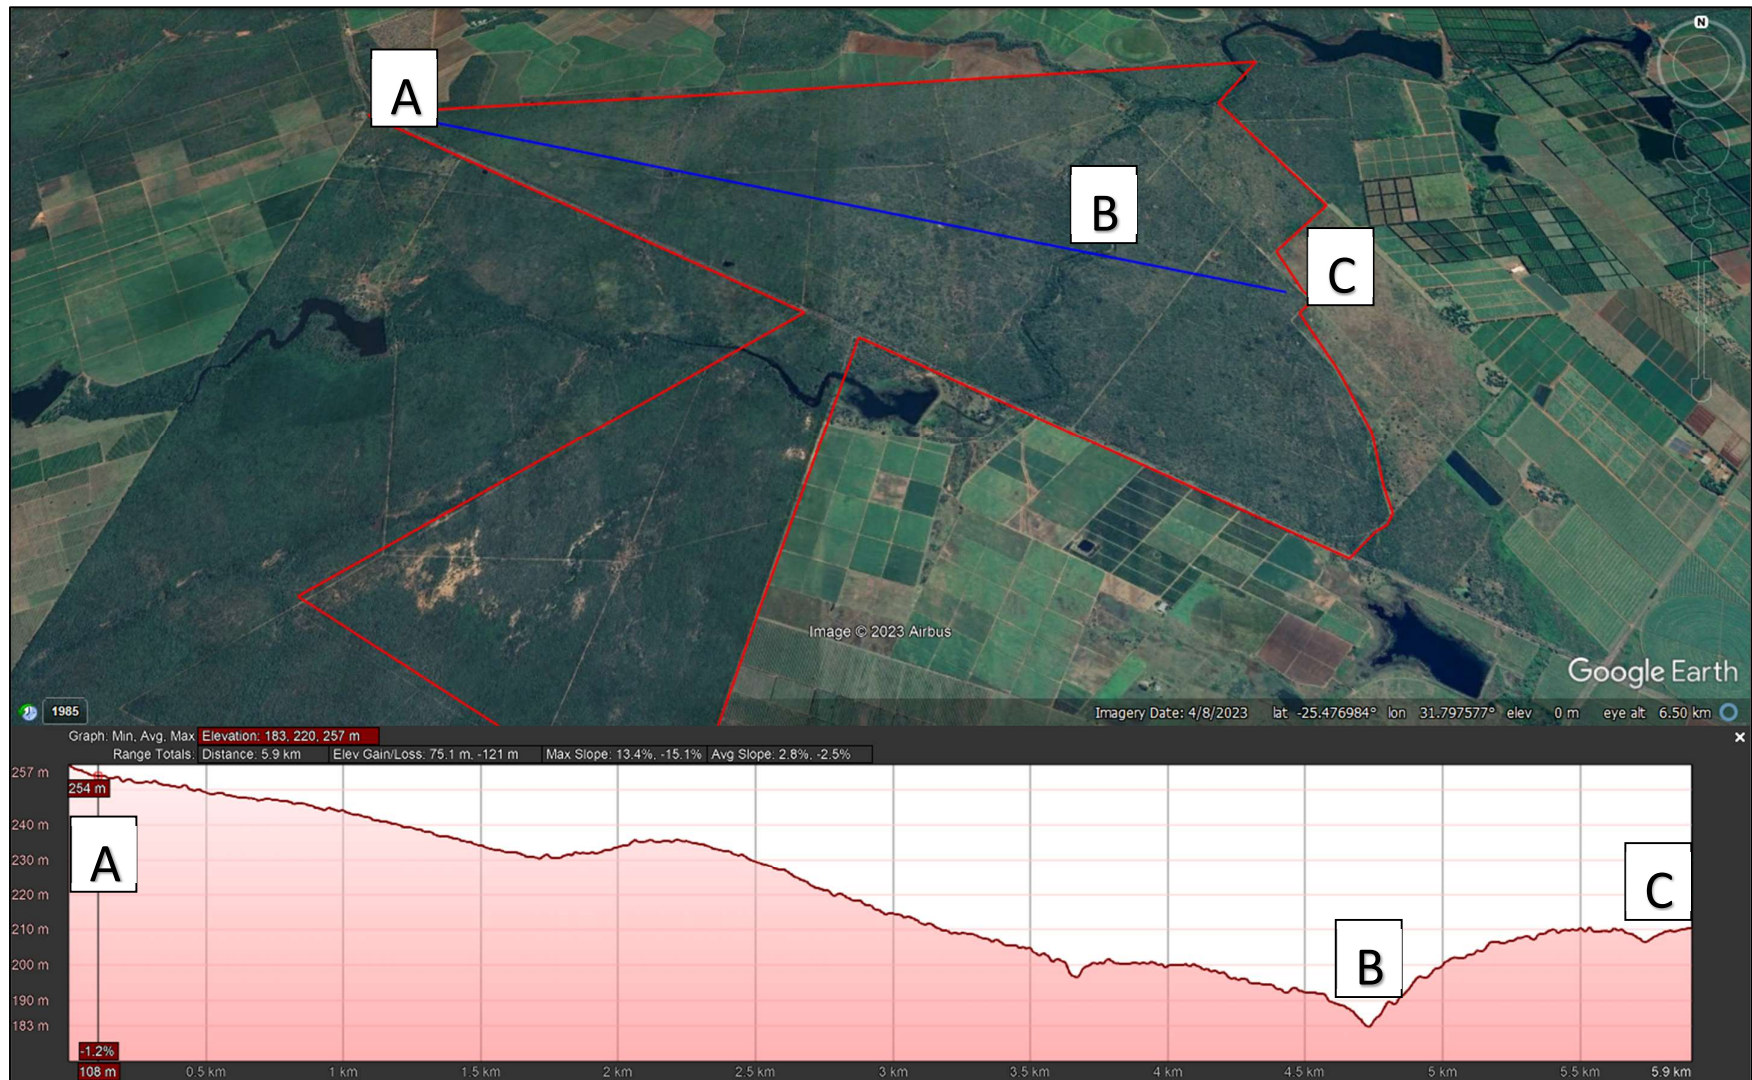 N
A
B
C
Image © 2023 Airbus
Google Earth
1985
Imagery Date: 4/8/2023 lat -25.476984° lon 31.797577° elev 0 m eye alt 6.50 km
Graph: Min, Avg, Max Elevation: 183, 220, 257 m
Range Totals: Distance: 5.9 km Elev Gain/Loss: 75.1 m, -121 m Max Slope: 13.4%, -15.1% Avg Slope: 2.8%, -2.5%
257 m
254 m
240 m
A
230 m
C
220 m
210 m
B
200 m
190 m
183 m
-1.2%
108 m 0.5 km 1 km 1.5 km 2 km 2.5 km 3 km 3.5 km 4 km 4.5 km 5 km 5.5 km 5.9 km